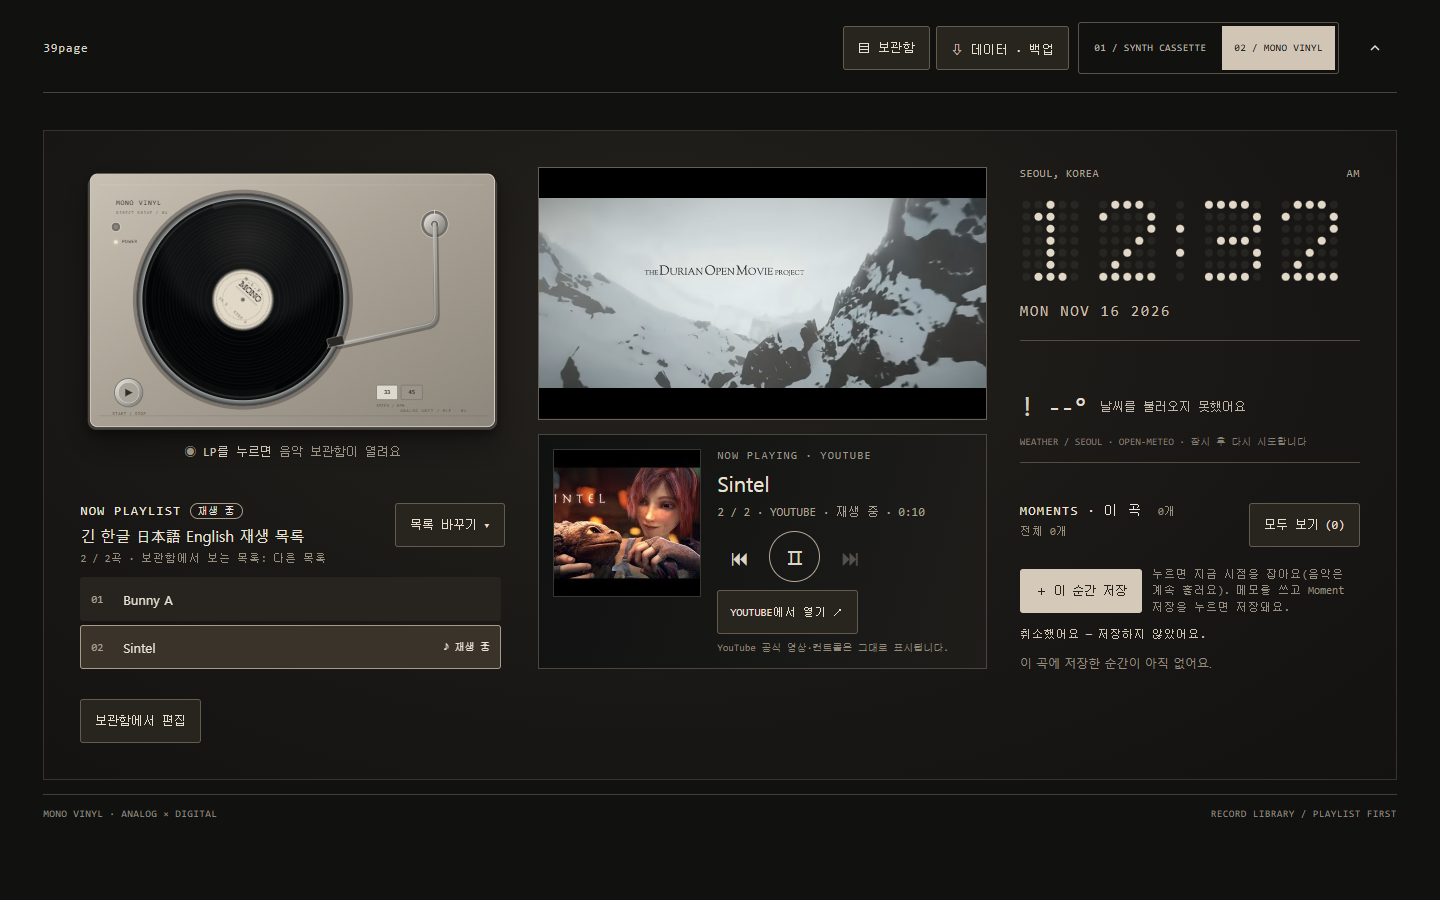 39page
보관함
데이터 · 백업
01 / SYNTH CASSETTE
02 / MONO VINYL
MONO VINYL
POWER
MONO
33
45
START / STOP
LP를 누르면 음악 보관함이 열려요
NOW PLAYLIST 재생 중
긴 한글 日本語 English 재생 목록
2 / 2곡 · 보관함에서 보는 목록: 다른 목록
목록 바꾸기 ▾
01 Bunny A
02 Sintel ♪ 재생 중
보관함에서 편집
THE DURIAN OPEN MOVIE PROJECT
INTEL
NOW PLAYING · YOUTUBE
Sintel
2 / 2 · YOUTUBE · 재생 중 · 0:10
YOUTUBE에서 열기 ↗
YouTube 공식 영상·컨트롤은 그대로 표시됩니다.
SEOUL, KOREA AM
12:32
MON NOV 16 2026
! --° 날씨를 불러오지 못했어요
WEATHER / SEOUL · OPEN-METEO · 잠시 후 다시 시도합니다
MOMENTS · 이 곡 0개
전체 0개
모두 보기 (0)
+ 이 순간 저장
누르면 지금 시점을 잡아요(음악은
계속 흘러요). 메모를 쓰고 Moment
저장을 누르면 저장돼요.
취소했어요 — 저장하지 않았어요.
이 곡에 저장한 순간이 아직 없어요.
MONO VINYL · ANALOG × DIGITAL
RECORD LIBRARY / PLAYLIST FIRST